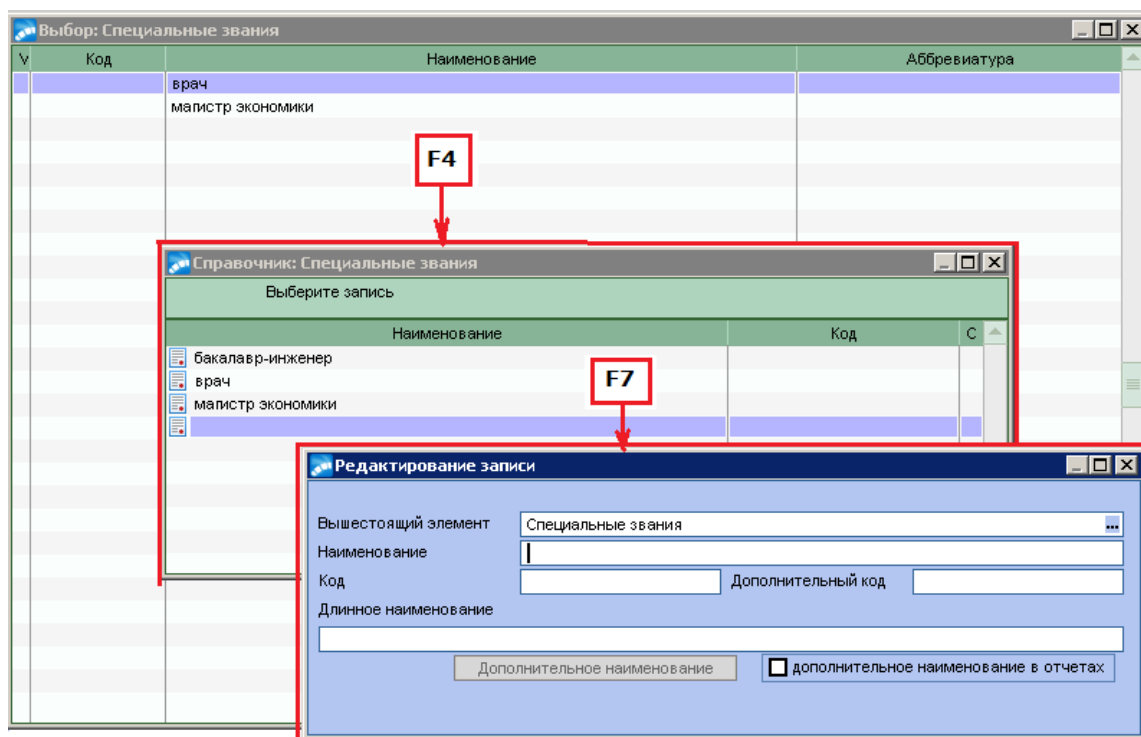 Выбор: Специальные звания
V Код Наименование Аббревиатура
врач
магистр экономики
F4
Справочник: Специальные звания
Выберите запись
Наименование Код С
бакалавр-инженер
врач
F7
магистр экономики
Редактирование записи
Вышестоящий элемент Специальные звания ...
Наименование
Код Дополнительный код
Длинное наименование
Дополнительное наименование дополнительное наименование в отчетах